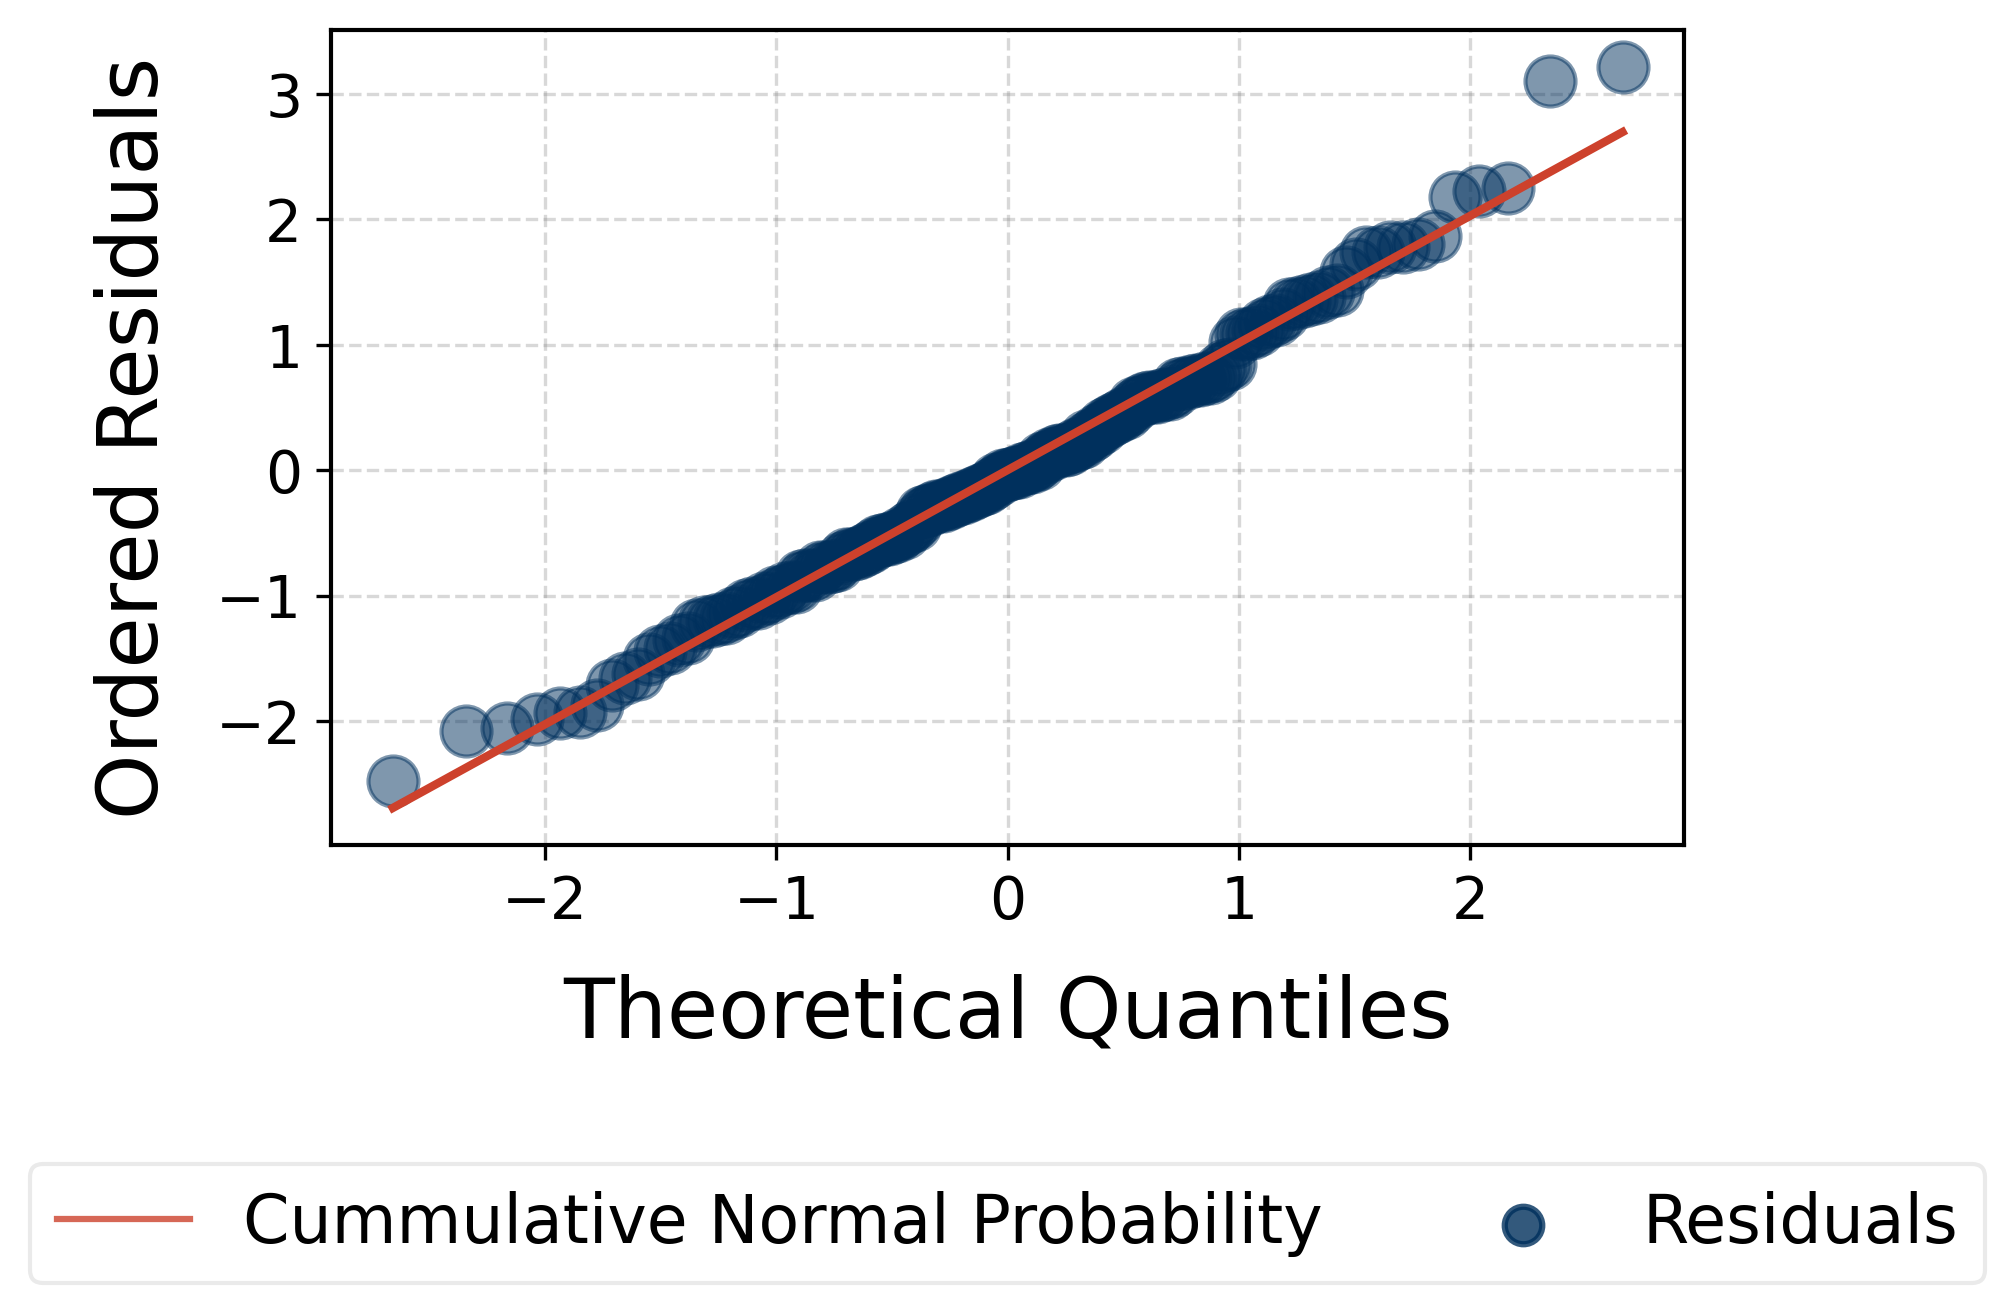 Ordered Residuals
3
2
1
0
−1
−2
−2 −1 0 1 2
Theoretical Quantiles
Cummulative Normal Probability Residuals